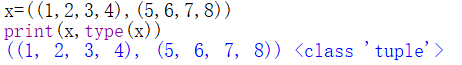 x=((1,2,3,4),(5,6,7,8))
print(x,type(x))
((1, 2, 3, 4), (5, 6, 7, 8)) <class 'tuple'>